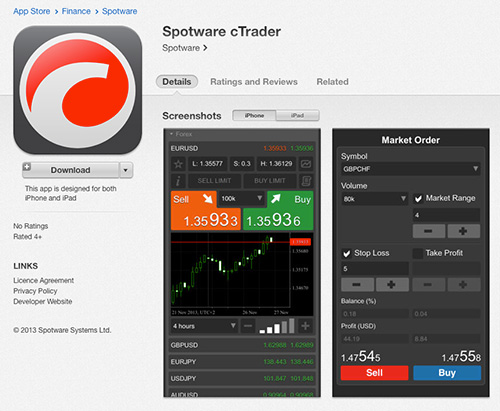 App Store > Finance > Spotware
Spotware cTrader
Spotware >
Details Ratings and Reviews Related
Screenshots iPhone iPad
Download
This app is designed for both
iPhone and iPad
No Ratings
Rated 4+
LINKS
Licence Agreement
Privacy Policy
Developer Website
© 2013 Spotware Systems Ltd.
Forex
EURUSD 1.35933 1.35936
L: 1.35577 S: 0.3 H: 1.36129
SELL LIMIT BUY LIMIT
Sell 100k Buy
1.35933 1.35936
1.35175
1.34670
21 Nov 2013, UTC+2 26 Nov 27 Nov
4 hours
GBPUSD 1.62968 1.62989
EURJPY 138.443 138.446
USDJPY 101.847 101.848
AUDUSD 0.90964 0.90968
Market Order
Symbol
GBPCHF
Volume
80k Market Range
4
Stop Loss Take Profit
5
Balance (%)
0.18 0.04
Profit (USD)
44.19 8.84
1.47545 1.47558
Sell Buy